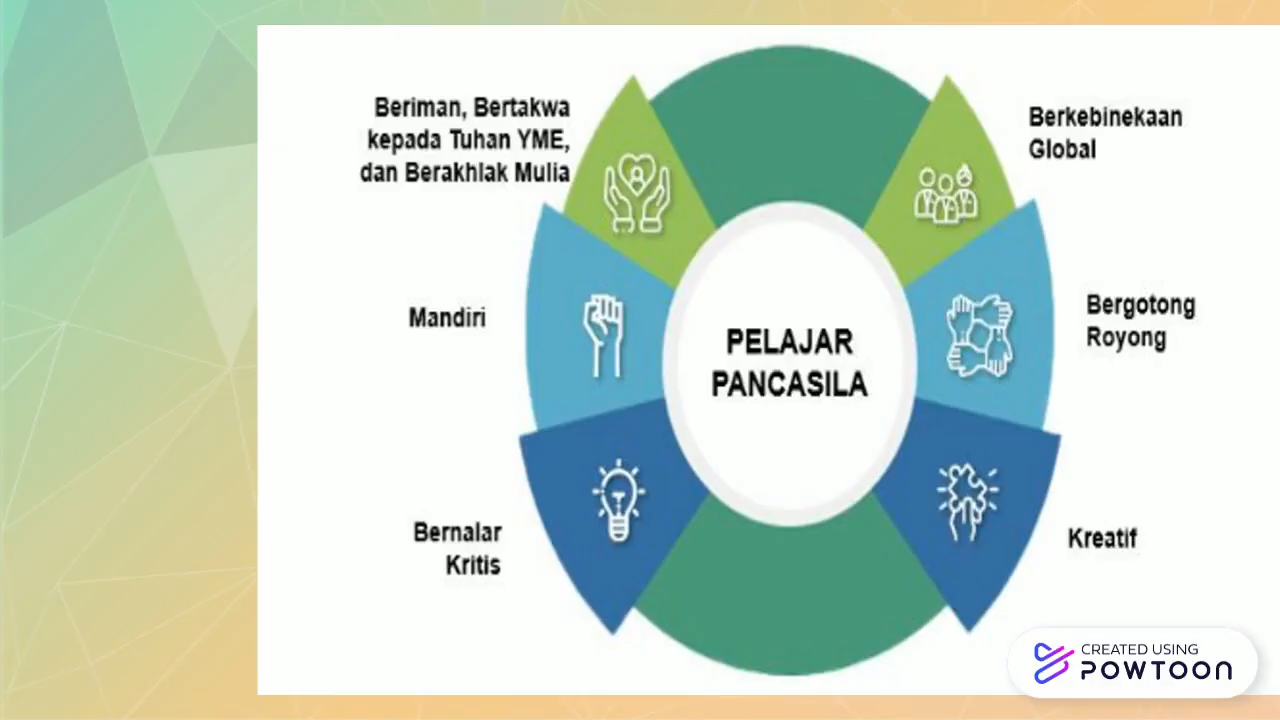 Beriman, Bertakwa
kepada Tuhan YME,
dan Berakhlak Mulia
Berkebinekaan
Global
Mandiri
Bergotong
Royong
PELAJAR
PANCASILA
Bernalar
Kritis
Kreatif
CREATED USING
POWTOON